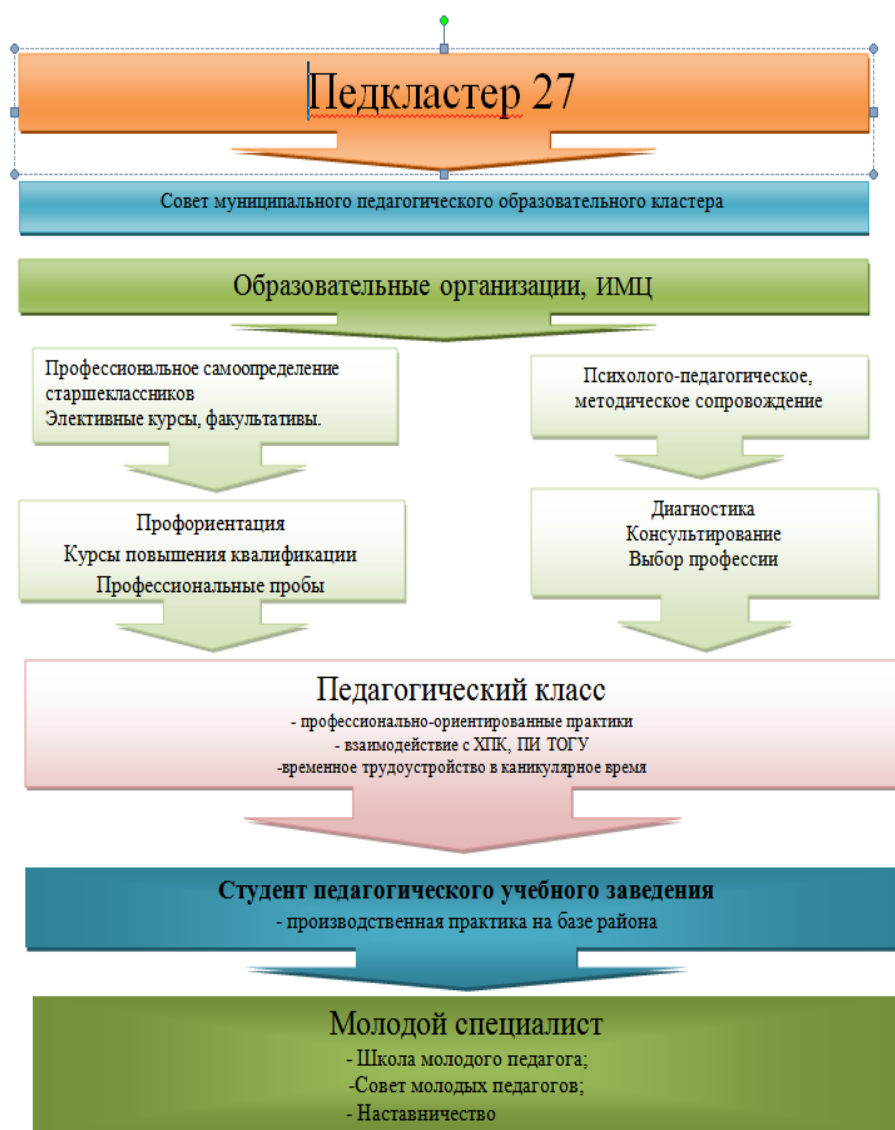 Педкластер 27
Совет муниципального педагогического образовательного кластера
Образовательные организации, ИМЦ
Профессиональное самоопределение
старшеклассников
Элективные курсы, факультативы.
Психолого-педагогическое,
методическое сопровождение
Профориентация
Курсы повышения квалификации
Профессиональные пробы
Диагностика
Консультирование
Выбор профессии
Педагогический класс
- профессионально-ориентированные практики
- взаимодействие с ХПК, ПИ ТОГУ
-временное трудоустройство в каникулярное время
Студент педагогического учебного заведения
- производственная практика на базе района
Молодой специалист
- Школа молодого педагога;
-Совет молодых педагогов;
- Наставничество